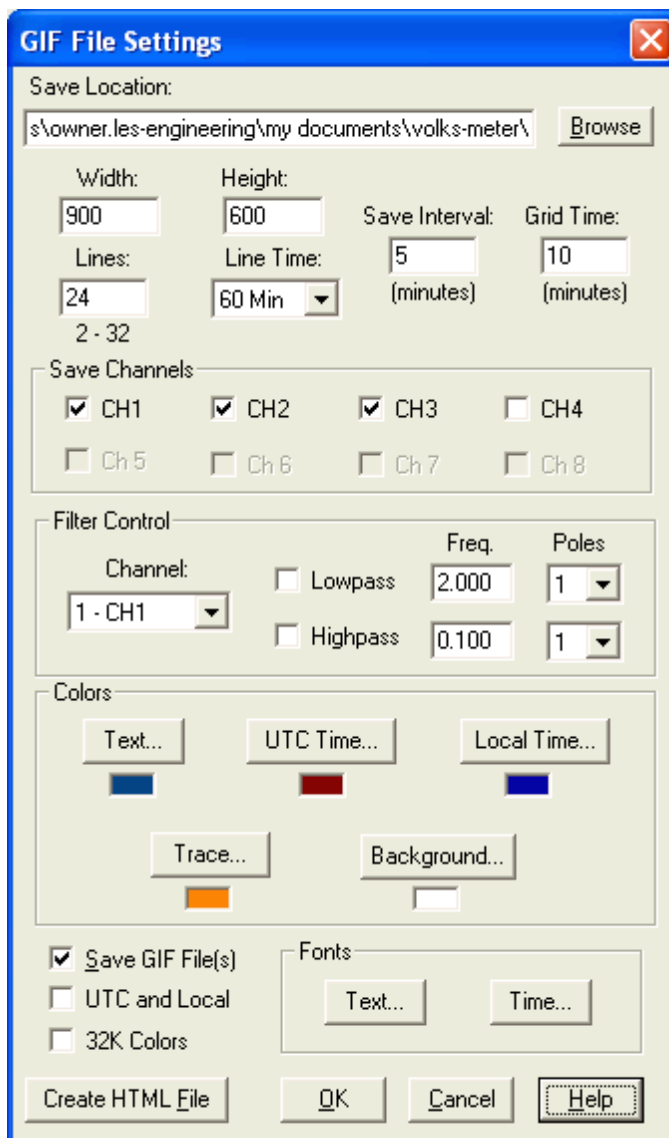 GIF File Settings
Save Location:
s\owner.les-engineering\my documents\volks-meter\
Browse
Width: Height:
900 600
Save Interval: Grid Time:
Lines: Line Time:
5 10
24 60 Min
(minutes) (minutes)
2 - 32
Save Channels
CH1 CH2 CH3 CH4
Ch 5 Ch 6 Ch 7 Ch 8
Filter Control
Freq. Poles
Channel:
Lowpass 2.000 1
1 - CH1
Highpass 0.100 1
Colors
Text... UTC Time... Local Time...
Trace... Background...
Save GIF File(s)
UTC and Local
32K Colors
Fonts
Text... Time...
Create HTML File OK Cancel Help